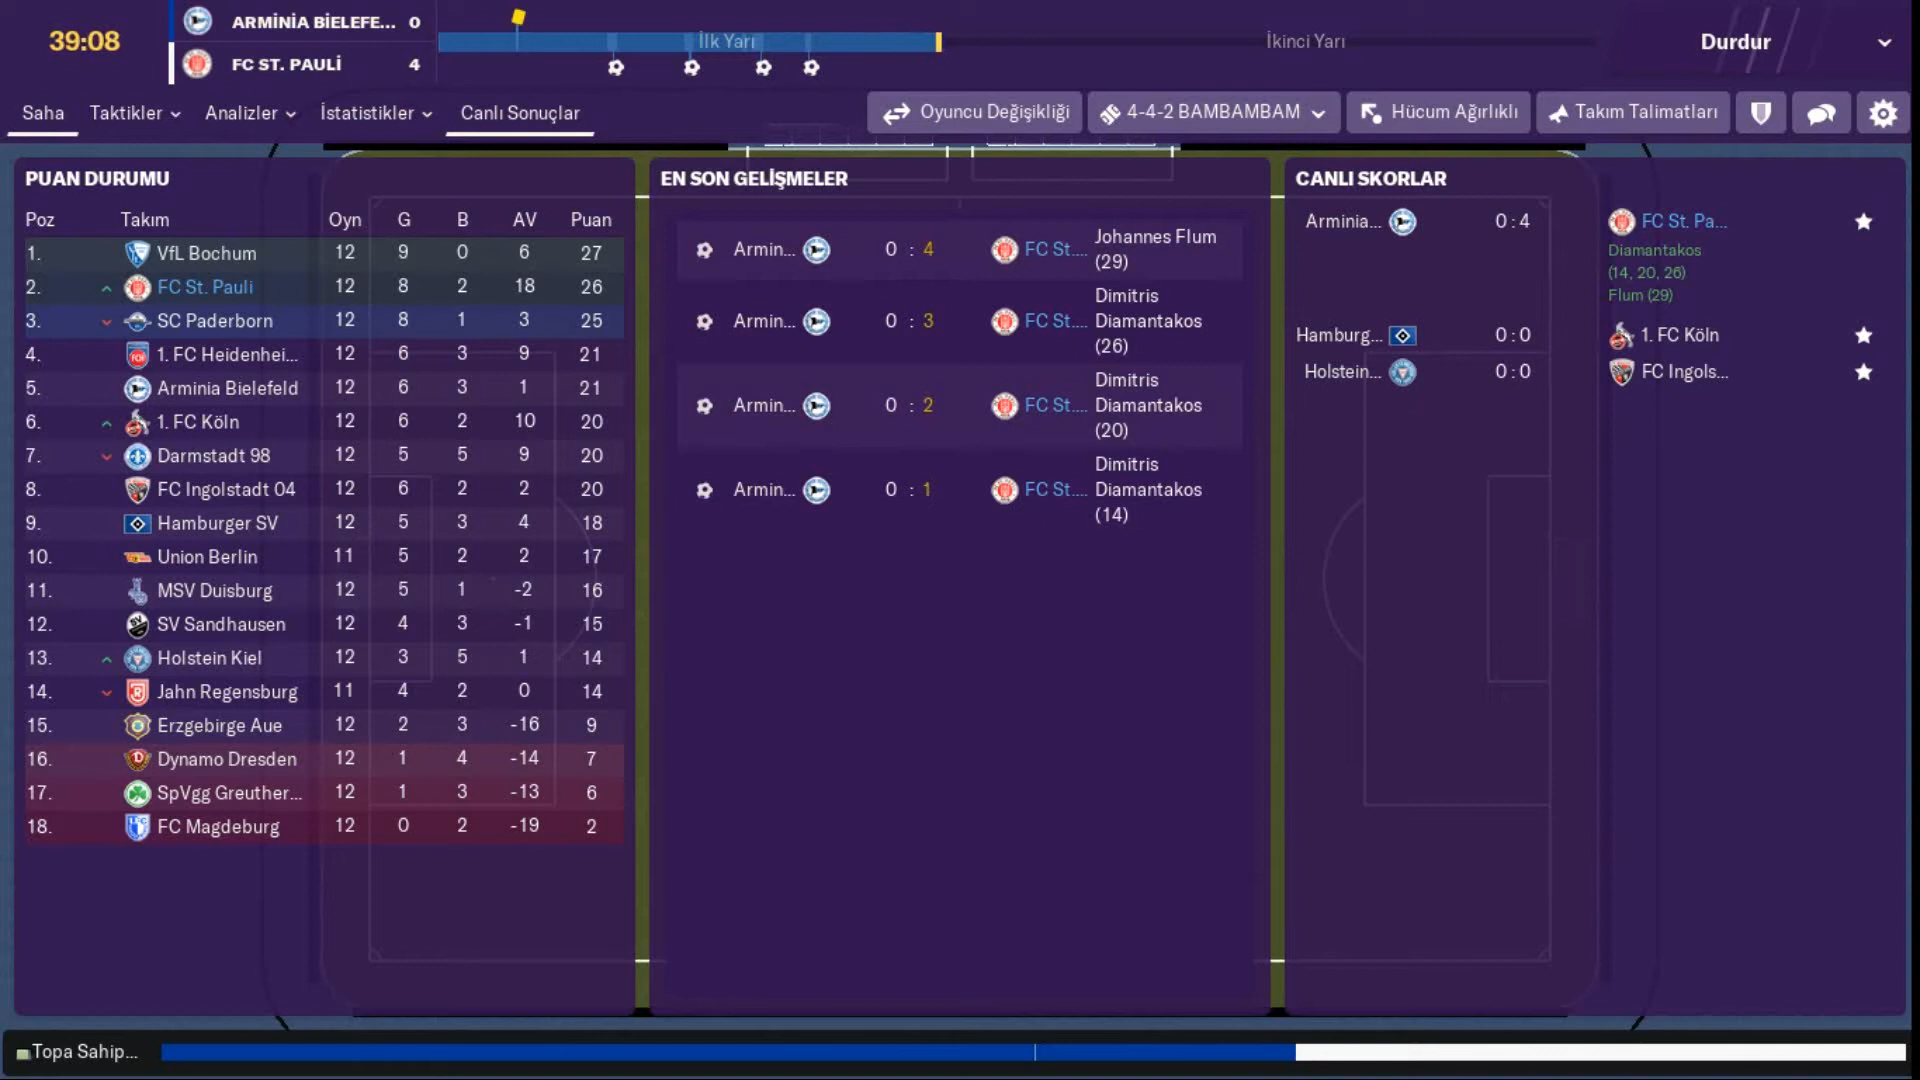 39:08
ARMİNİA BİELEFE... 0
FC ST. PAULİ 4
İlk Yarı
İkinci Yarı
Durdur
Saha Taktikler Analizler İstatistikler Canlı Sonuçlar
Oyuncu Değişikliği 4-4-2 BAMBAMBAM Hücum Ağırlıklı Takım Talimatları
PUAN DURUMU
Poz Takım Oyn G B AV Puan
1. VfL Bochum 12 9 0 6 27
2. FC St. Pauli 12 8 2 18 26
3. SC Paderborn 12 8 1 3 25
4. 1. FC Heidenhei... 12 6 3 9 21
5. Arminia Bielefeld 12 6 3 1 21
6. 1. FC Köln 12 6 2 10 20
7. Darmstadt 98 12 5 5 9 20
8. FC Ingolstadt 04 12 6 2 2 20
9. Hamburger SV 12 5 3 4 18
10. Union Berlin 11 5 2 2 17
11. MSV Duisburg 12 5 1 -2 16
12. SV Sandhausen 12 4 3 -1 15
13. Holstein Kiel 12 3 5 1 14
14. Jahn Regensburg 11 4 2 0 14
15. Erzgebirge Aue 12 2 3 -16 9
16. Dynamo Dresden 12 1 4 -14 7
17. SpVgg Greuther... 12 1 3 -13 6
18. FC Magdeburg 12 0 2 -19 2
EN SON GELİŞMELER
Armin... 0 : 4 FC St.... Johannes Flum
(29)
Armin... 0 : 3 FC St.... Dimitris
Diamantakos
(26)
Armin... 0 : 2 FC St.... Dimitris
Diamantakos
(20)
Armin... 0 : 1 FC St.... Dimitris
Diamantakos
(14)
CANLI SKORLAR
Arminia... 0 : 4 FC St. Pa...
Diamantakos
(14, 20, 26)
Flum (29)
Hamburg... 0 : 0 1. FC Köln
Holstein... 0 : 0 FC Ingols...
Topa Sahip...